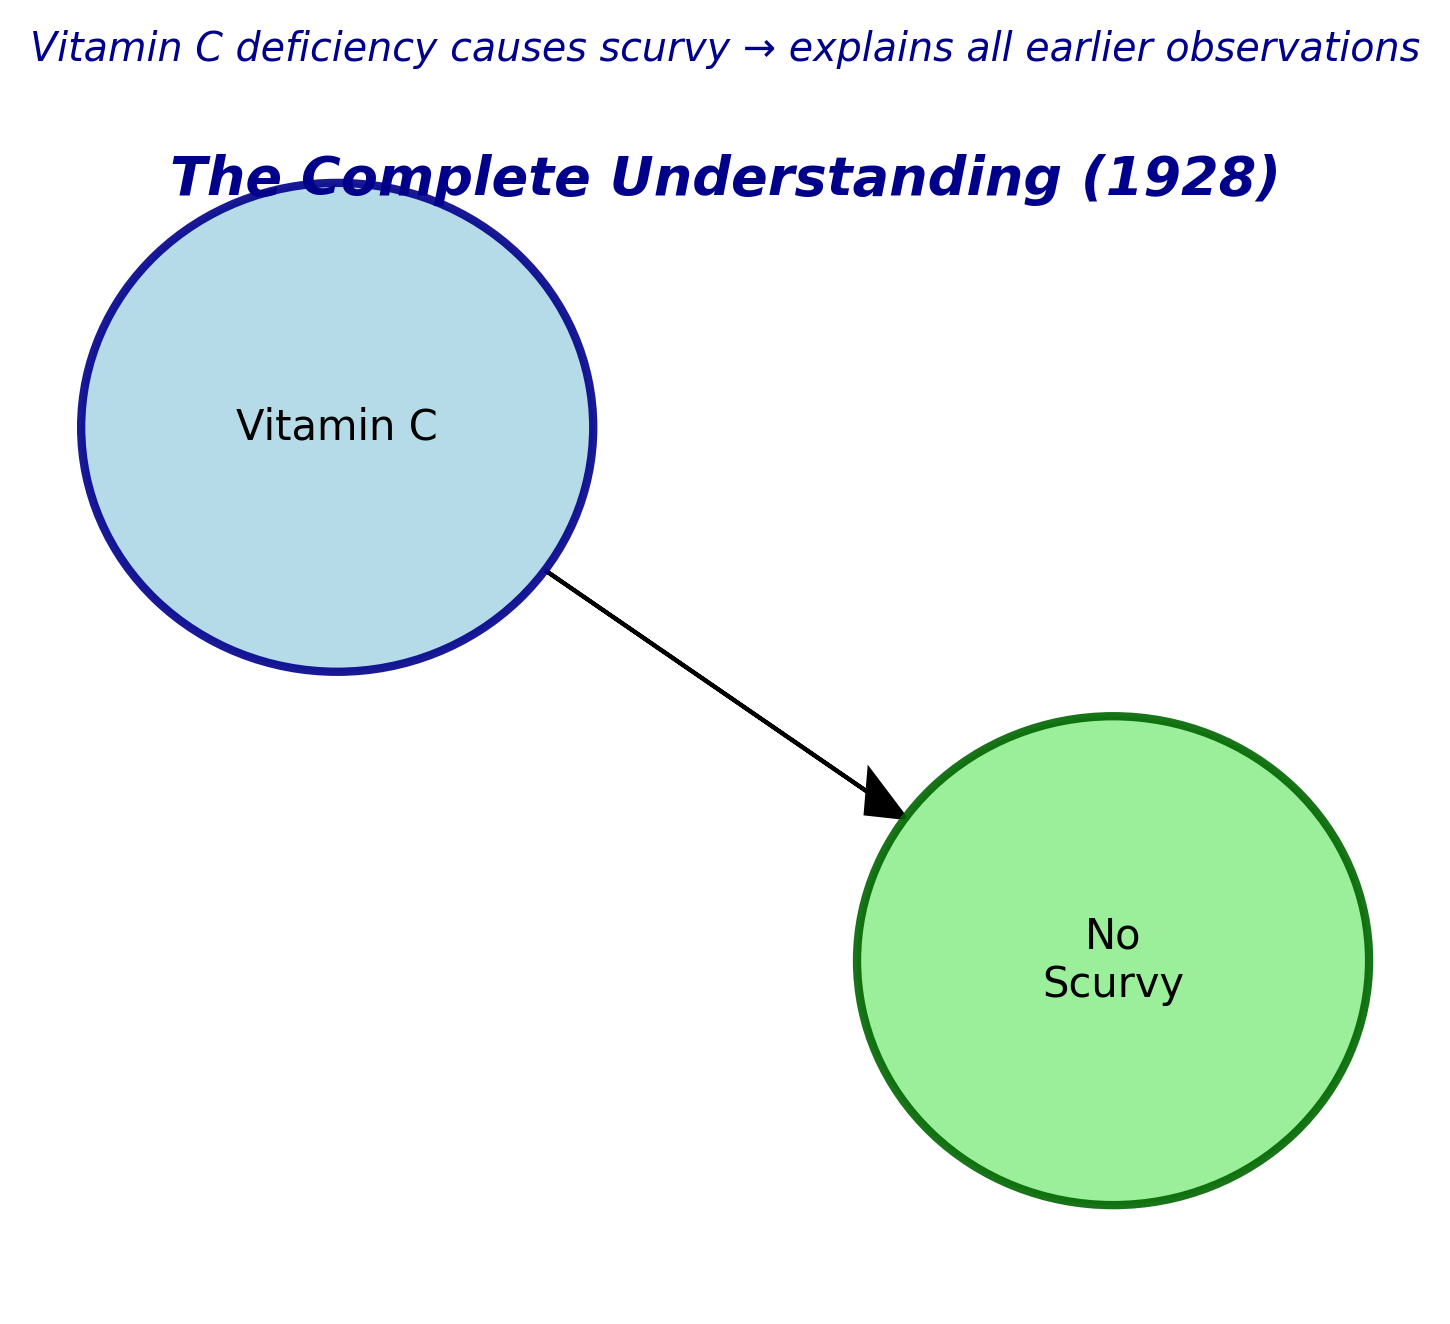 Vitamin C deficiency causes scurvy → explains all earlier observations
The Complete Understanding (1928)
Vitamin C
No
Scurvy